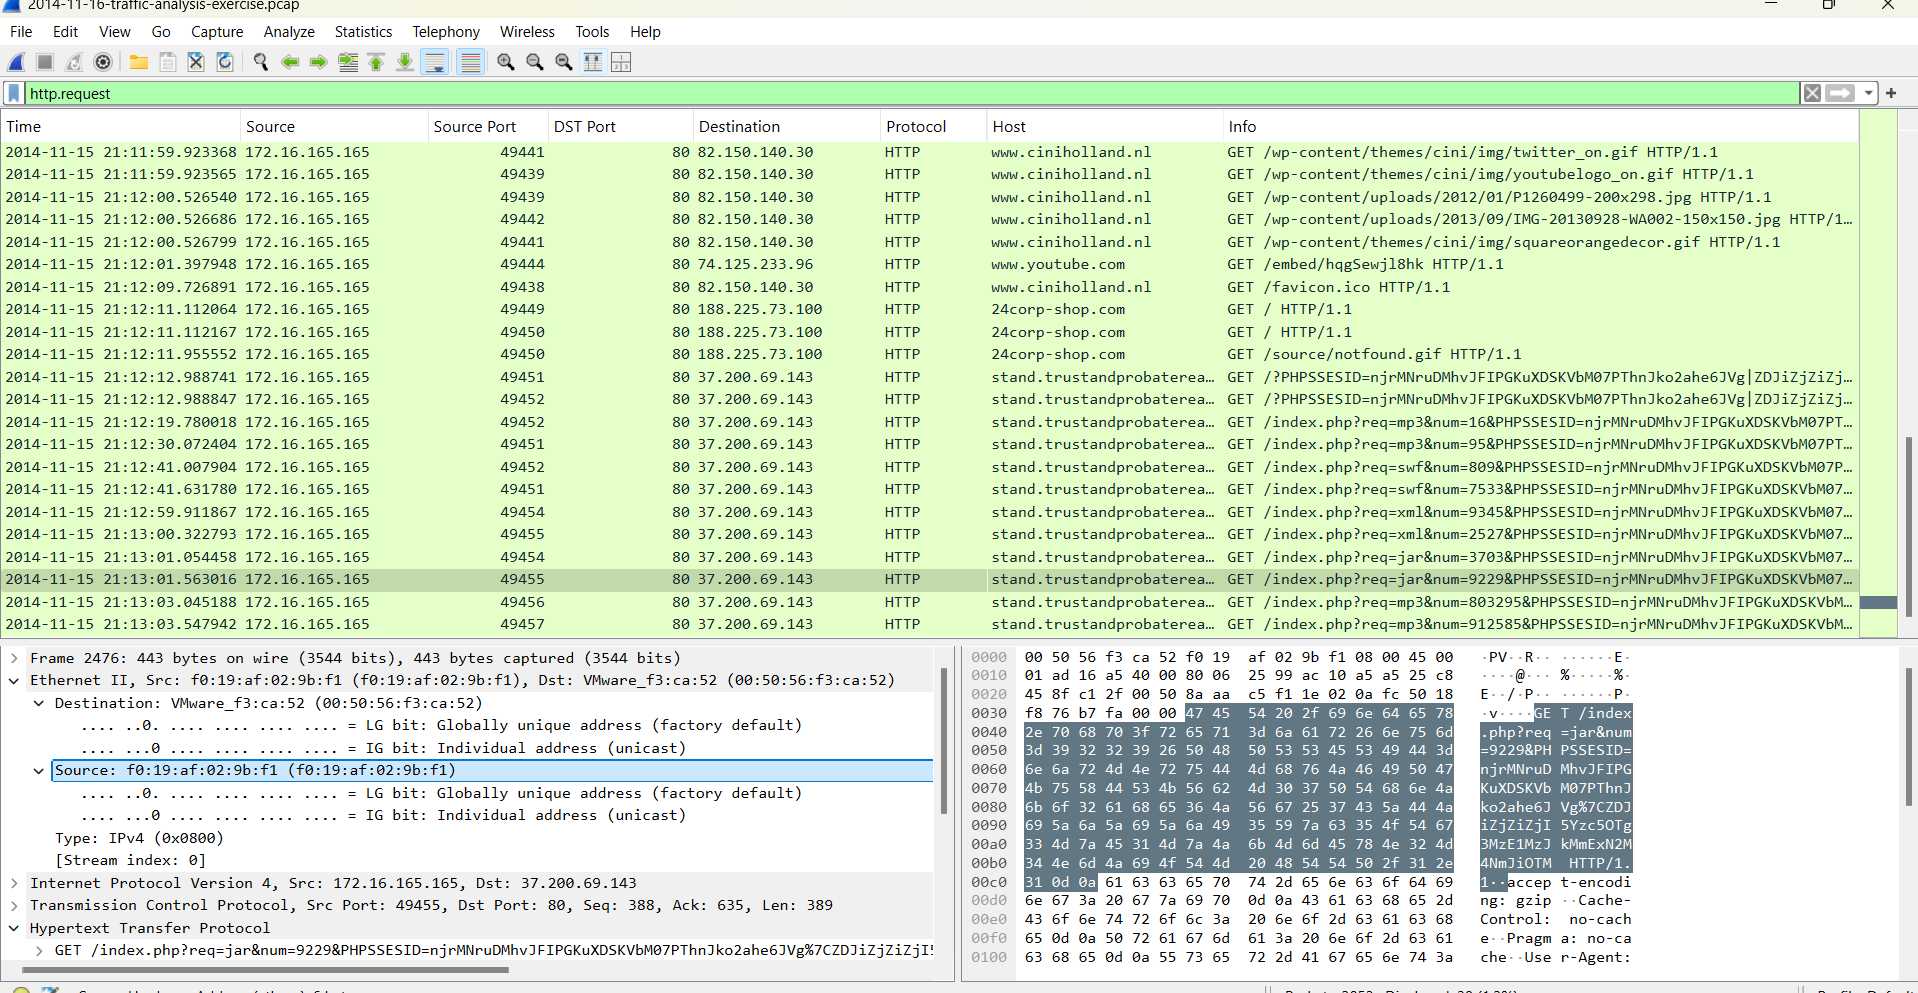 2014-11-16-traffic-analysis-exercise.pcap
File Edit View Go Capture Analyze Statistics Telephony Wireless Tools Help
http.request
Time Source Source Port DST Port Destination Protocol Host Info
2014-11-15 21:11:59.923368 172.16.165.165 49441 80 82.150.140.30 HTTP www.ciniholland.nl GET /wp-content/themes/cini/img/twitter_on.gif HTTP/1.1
2014-11-15 21:11:59.923565 172.16.165.165 49439 80 82.150.140.30 HTTP www.ciniholland.nl GET /wp-content/themes/cini/img/youtubelogo_on.gif HTTP/1.1
2014-11-15 21:12:00.526540 172.16.165.165 49439 80 82.150.140.30 HTTP www.ciniholland.nl GET /wp-content/uploads/2012/01/P1260499-200x298.jpg HTTP/1.1
2014-11-15 21:12:00.526686 172.16.165.165 49442 80 82.150.140.30 HTTP www.ciniholland.nl GET /wp-content/uploads/2013/09/IMG-20130928-WA002-150x150.jpg HTTP/1…
2014-11-15 21:12:00.526799 172.16.165.165 49441 80 82.150.140.30 HTTP www.ciniholland.nl GET /wp-content/themes/cini/img/squareorangedecor.gif HTTP/1.1
2014-11-15 21:12:01.397948 172.16.165.165 49444 80 74.125.233.96 HTTP www.youtube.com GET /embed/hqgSewjl8hk HTTP/1.1
2014-11-15 21:12:09.726891 172.16.165.165 49438 80 82.150.140.30 HTTP www.ciniholland.nl GET /favicon.ico HTTP/1.1
2014-11-15 21:12:11.112064 172.16.165.165 49449 80 188.225.73.100 HTTP 24corp-shop.com GET / HTTP/1.1
2014-11-15 21:12:11.112167 172.16.165.165 49450 80 188.225.73.100 HTTP 24corp-shop.com GET / HTTP/1.1
2014-11-15 21:12:11.955552 172.16.165.165 49450 80 188.225.73.100 HTTP 24corp-shop.com GET /source/notfound.gif HTTP/1.1
2014-11-15 21:12:12.988741 172.16.165.165 49451 80 37.200.69.143 HTTP stand.trustandprobaterea… GET /?PHPSSESID=njrMNruDMhvJFIPGKuXDSKVbM07PThnJko2ahe6JVg|ZDJiZjZiZj…
2014-11-15 21:12:12.988847 172.16.165.165 49452 80 37.200.69.143 HTTP stand.trustandprobaterea… GET /?PHPSSESID=njrMNruDMhvJFIPGKuXDSKVbM07PThnJko2ahe6JVg|ZDJiZjZiZj…
2014-11-15 21:12:19.780018 172.16.165.165 49452 80 37.200.69.143 HTTP stand.trustandprobaterea… GET /index.php?req=mp3&num=16&PHPSSESID=njrMNruDMhvJFIPGKuXDSKVbM07PT…
2014-11-15 21:12:30.072404 172.16.165.165 49451 80 37.200.69.143 HTTP stand.trustandprobaterea… GET /index.php?req=mp3&num=95&PHPSSESID=njrMNruDMhvJFIPGKuXDSKVbM07PT…
2014-11-15 21:12:41.007904 172.16.165.165 49452 80 37.200.69.143 HTTP stand.trustandprobaterea… GET /index.php?req=swf&num=809&PHPSSESID=njrMNruDMhvJFIPGKuXDSKVbM07P…
2014-11-15 21:12:41.631780 172.16.165.165 49451 80 37.200.69.143 HTTP stand.trustandprobaterea… GET /index.php?req=swf&num=7533&PHPSSESID=njrMNruDMhvJFIPGKuXDSKVbM07…
2014-11-15 21:12:59.911867 172.16.165.165 49454 80 37.200.69.143 HTTP stand.trustandprobaterea… GET /index.php?req=xml&num=9345&PHPSSESID=njrMNruDMhvJFIPGKuXDSKVbM07…
2014-11-15 21:13:00.322793 172.16.165.165 49455 80 37.200.69.143 HTTP stand.trustandprobaterea… GET /index.php?req=xml&num=2527&PHPSSESID=njrMNruDMhvJFIPGKuXDSKVbM07…
2014-11-15 21:13:01.054458 172.16.165.165 49454 80 37.200.69.143 HTTP stand.trustandprobaterea… GET /index.php?req=jar&num=3703&PHPSSESID=njrMNruDMhvJFIPGKuXDSKVbM07…
2014-11-15 21:13:01.563016 172.16.165.165 49455 80 37.200.69.143 HTTP stand.trustandprobaterea… GET /index.php?req=jar&num=9229&PHPSSESID=njrMNruDMhvJFIPGKuXDSKVbM07…
2014-11-15 21:13:03.045188 172.16.165.165 49456 80 37.200.69.143 HTTP stand.trustandprobaterea… GET /index.php?req=mp3&num=803295&PHPSSESID=njrMNruDMhvJFIPGKuXDSKVbM…
2014-11-15 21:13:03.547942 172.16.165.165 49457 80 37.200.69.143 HTTP stand.trustandprobaterea… GET /index.php?req=mp3&num=912585&PHPSSESID=njrMNruDMhvJFIPGKuXDSKVbM…
Frame 2476: 443 bytes on wire (3544 bits), 443 bytes captured (3544 bits)
Ethernet II, Src: f0:19:af:02:9b:f1 (f0:19:af:02:9b:f1), Dst: VMware_f3:ca:52 (00:50:56:f3:ca:52)
Destination: VMware_f3:ca:52 (00:50:56:f3:ca:52)
.... ..0. .... .... .... .... = LG bit: Globally unique address (factory default)
.... ...0 .... .... .... .... = IG bit: Individual address (unicast)
Source: f0:19:af:02:9b:f1 (f0:19:af:02:9b:f1)
.... ..0. .... .... .... .... = LG bit: Globally unique address (factory default)
.... ...0 .... .... .... .... = IG bit: Individual address (unicast)
Type: IPv4 (0x0800)
[Stream index: 0]
Internet Protocol Version 4, Src: 172.16.165.165, Dst: 37.200.69.143
Transmission Control Protocol, Src Port: 49455, Dst Port: 80, Seq: 388, Ack: 635, Len: 389
Hypertext Transfer Protocol
GET /index.php?req=jar&num=9229&PHPSSESID=njrMNruDMhvJFIPGKuXDSKVbM07PThnJko2ahe6JVg%7CZDJiZjZiZjI5
0000 00 50 56 f3 ca 52 f0 19 af 02 9b f1 08 00 45 00 ·PV··R·· ······E·
0010 01 ad 16 a5 40 00 80 06 25 99 ac 10 a5 a5 25 c8 ····@··· %·····%·
0020 45 8f c1 2f 00 50 8a aa c5 f1 1e 02 0a fc 50 18 E··/·P·· ······P·
0030 f8 76 b7 fa 00 00 47 45 54 20 2f 69 6e 64 65 78 ·v····GE T /index
0040 2e 70 68 70 3f 72 65 71 3d 6a 61 72 26 6e 75 6d .php?req =jar&num
0050 3d 39 32 32 39 26 50 48 50 53 53 45 53 49 44 3d =9229&PH PSSESID=
0060 6e 6a 72 4d 4e 72 75 44 4d 68 76 4a 46 49 50 47 njrMNruD MhvJFIPG
0070 4b 75 58 44 53 4b 56 62 4d 30 37 50 54 68 6e 4a KuXDSKVb M07PThnJ
0080 6b 6f 32 61 68 65 36 4a 56 67 25 37 43 5a 44 4a ko2ahe6J Vg%7CZDJ
0090 69 5a 6a 5a 69 5a 6a 49 35 59 7a 63 35 4f 54 67 iZjZiZjI 5Yzc5OTg
00a0 33 4d 7a 45 31 4d 7a 4a 6b 4d 6d 45 78 4e 32 4d 3MzE1MzJ kMmExN2M
00b0 34 4e 6d 4a 69 4f 54 4d 20 48 54 54 50 2f 31 2e 4NmJiOTM HTTP/1.
00c0 31 0d 0a 61 63 63 65 70 74 2d 65 6e 63 6f 64 69 1··accep t-encodi
00d0 6e 67 3a 20 67 7a 69 70 0d 0a 43 61 63 68 65 2d ng: gzip ··Cache-
00e0 43 6f 6e 74 72 6f 6c 3a 20 6e 6f 2d 63 61 63 68 Control: no-cach
00f0 65 0d 0a 50 72 61 67 6d 61 3a 20 6e 6f 2d 63 61 e··Pragm a: no-ca
0100 63 68 65 0d 0a 55 73 65 72 2d 41 67 65 6e 74 3a che··Use r-Agent: